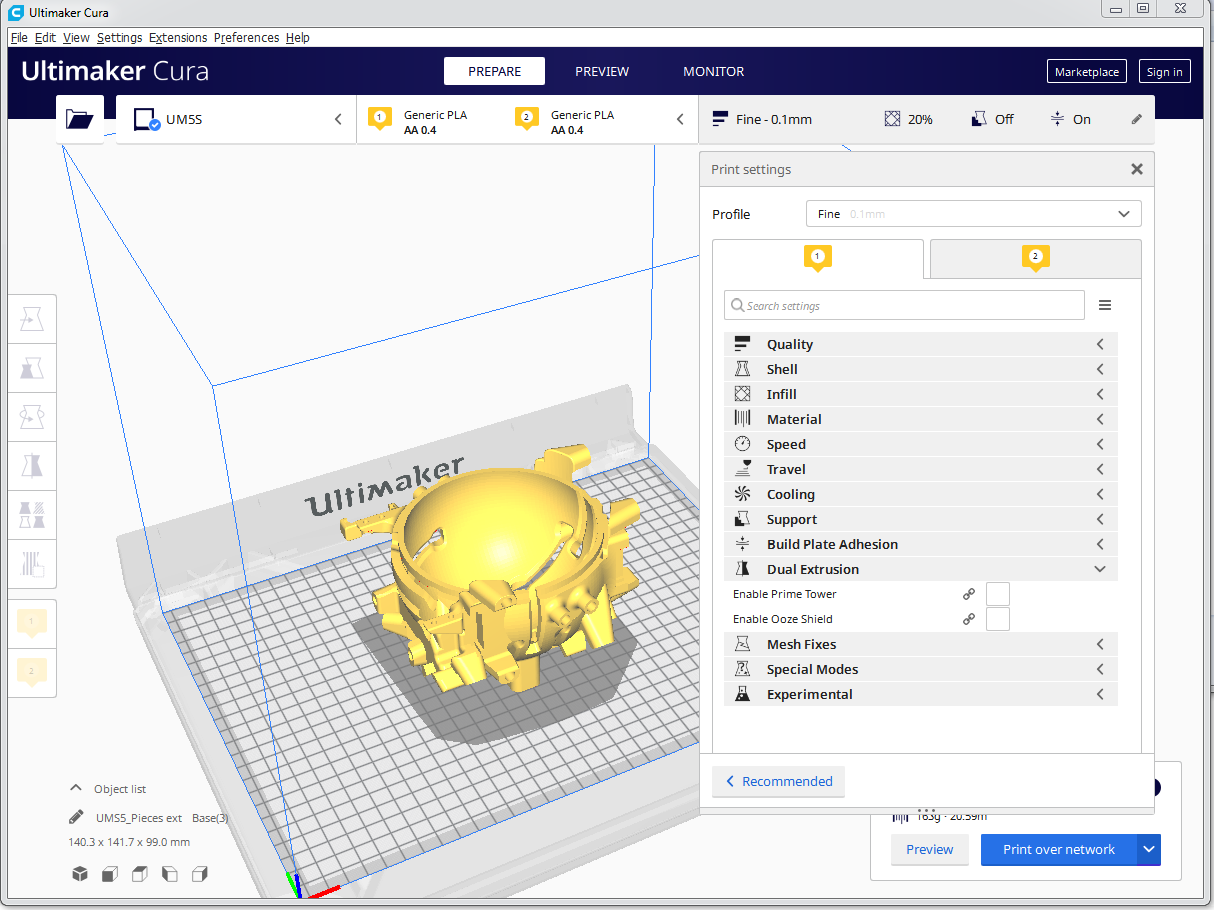 Ultimaker Cura
File Edit View Settings Extensions Preferences Help
Ultimaker Cura
PREPARE PREVIEW MONITOR
Marketplace Sign in
UM5S
1 Generic PLA
AA 0.4
2 Generic PLA
AA 0.4
Fine - 0.1mm 20% Off On
Print settings
Profile Fine 0.1mm
1 2
Search settings
Quality
Shell
Infill
Material
Speed
Travel
Cooling
Support
Build Plate Adhesion
Dual Extrusion
Enable Prime Tower
Enable Ooze Shield
Mesh Fixes
Special Modes
Experimental
Recommended
Ultimaker
1
2
Object list
UMS5_Pieces ext Base(3)
140.3 x 141.7 x 99.0 mm
163g · 20.59m
Preview Print over network